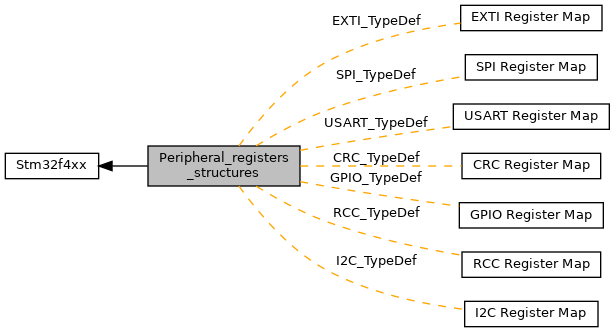 EXTI_TypeDef
EXTI Register Map
SPI_TypeDef
SPI Register Map
USART_TypeDef
USART Register Map
Stm32f4xx
Peripheral_registers
_structures
CRC_TypeDef
CRC Register Map
GPIO_TypeDef
GPIO Register Map
RCC_TypeDef
RCC Register Map
I2C_TypeDef
I2C Register Map